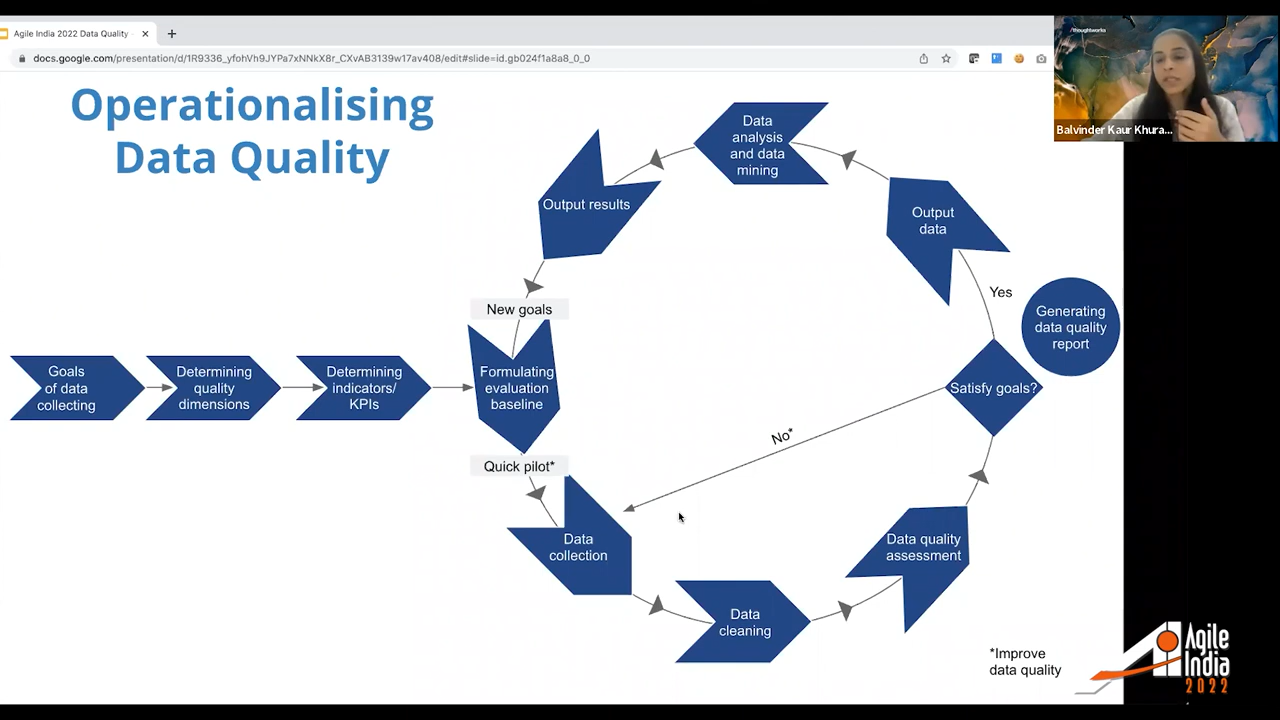 Agile India 2022 Data Quality
docs.google.com/presentation/d/1R9336_yfohVh9JYPa7xNNkX8r_CXvAB3139w17av408/edit#slide=id.gb024f1a8a8_0_0
/thoughtworks
Balvinder Kaur Khura...
Operationalising
Data Quality
Data
analysis
and data
mining
Output results
Output
data
New goals
Yes
Generating
data quality
report
Goals
of data
collecting
Determining
quality
dimensions
Determining
indicators/
KPIs
Formulating
evaluation
baseline
Satisfy goals?
No*
Quick pilot*
Data
collection
Data quality
assessment
Data
cleaning
*Improve
data quality
Agile
India
2022